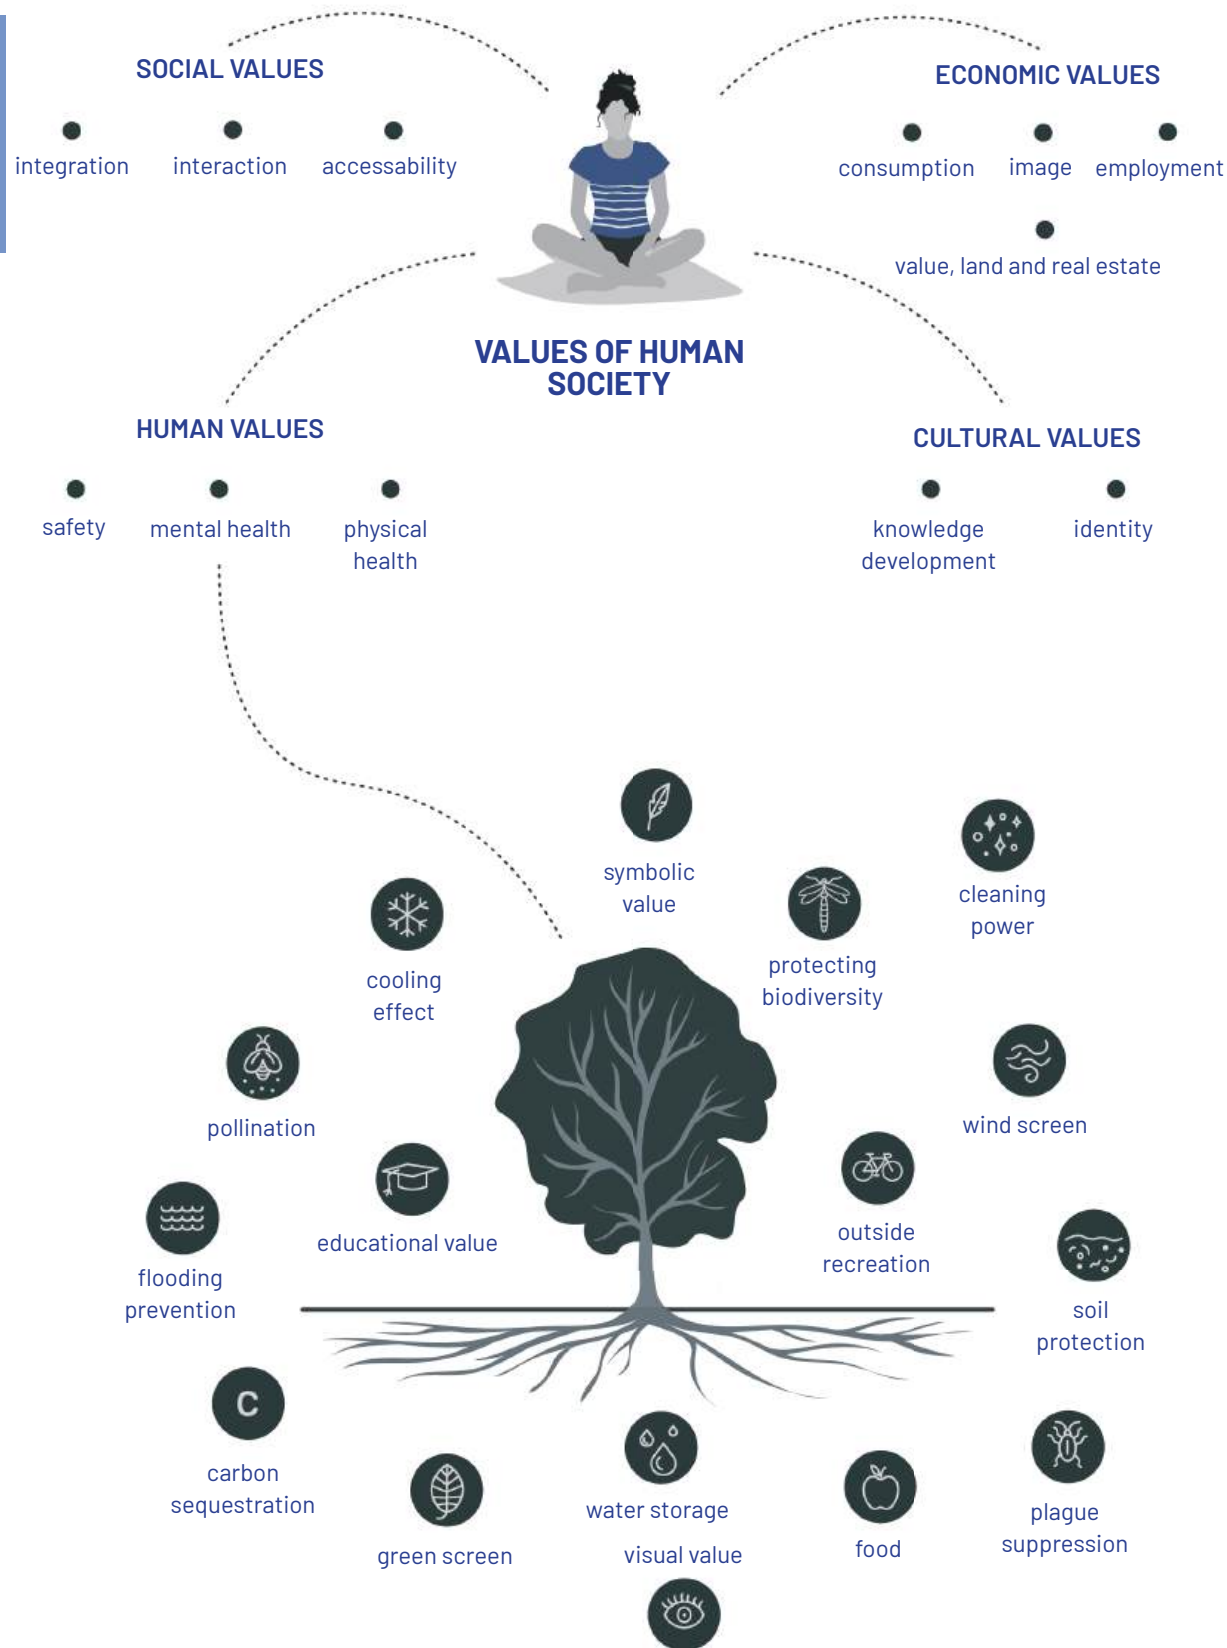 SOCIAL VALUES
integration
interaction
accessability
ECONOMIC VALUES
consumption
image
employment
value, land and real estate
VALUES OF HUMAN
SOCIETY
HUMAN VALUES
safety
mental health
physical
health
CULTURAL VALUES
knowledge
development
identity
symbolic
value
cleaning
power
protecting
biodiversity
cooling
effect
pollination
wind screen
educational value
outside
recreation
flooding
prevention
soil
protection
C
carbon
sequestration
green screen
water storage
visual value
food
plague
suppression